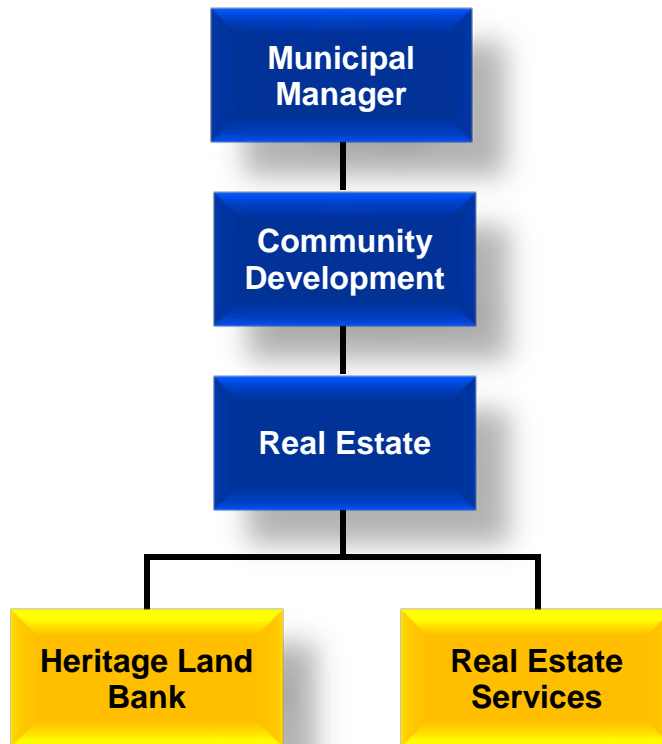 Municipal
Manager
Community
Development
Real Estate
Heritage Land
Bank
Real Estate
Services